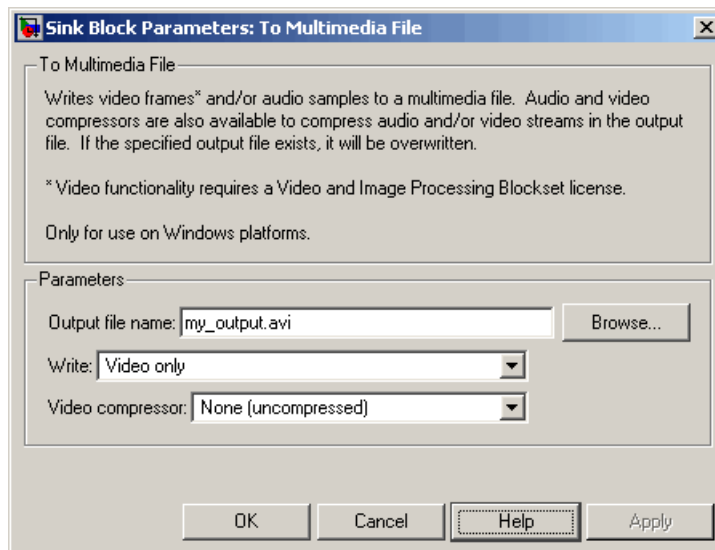 Sink Block Parameters: To Multimedia File
To Multimedia File
Writes video frames* and/or audio samples to a multimedia file. Audio and video
compressors are also available to compress audio and/or video streams in the output
file. If the specified output file exists, it will be overwritten.
* Video functionality requires a Video and Image Processing Blockset license.
Only for use on Windows platforms.
Parameters
Output file name: my_output.avi Browse...
Write: Video only
Video compressor: None (uncompressed)
OK Cancel Help Apply